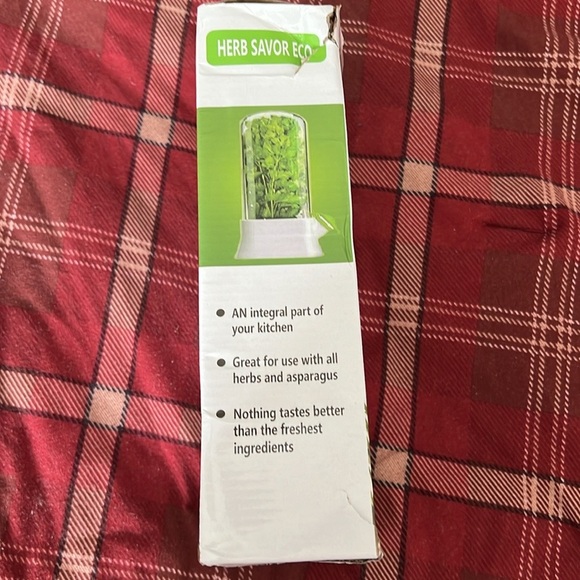 HERB SAVOR ECO
● AN integral part of
your kitchen
● Great for use with all
herbs and asparagus
● Nothing tastes better
than the freshest
ingredients